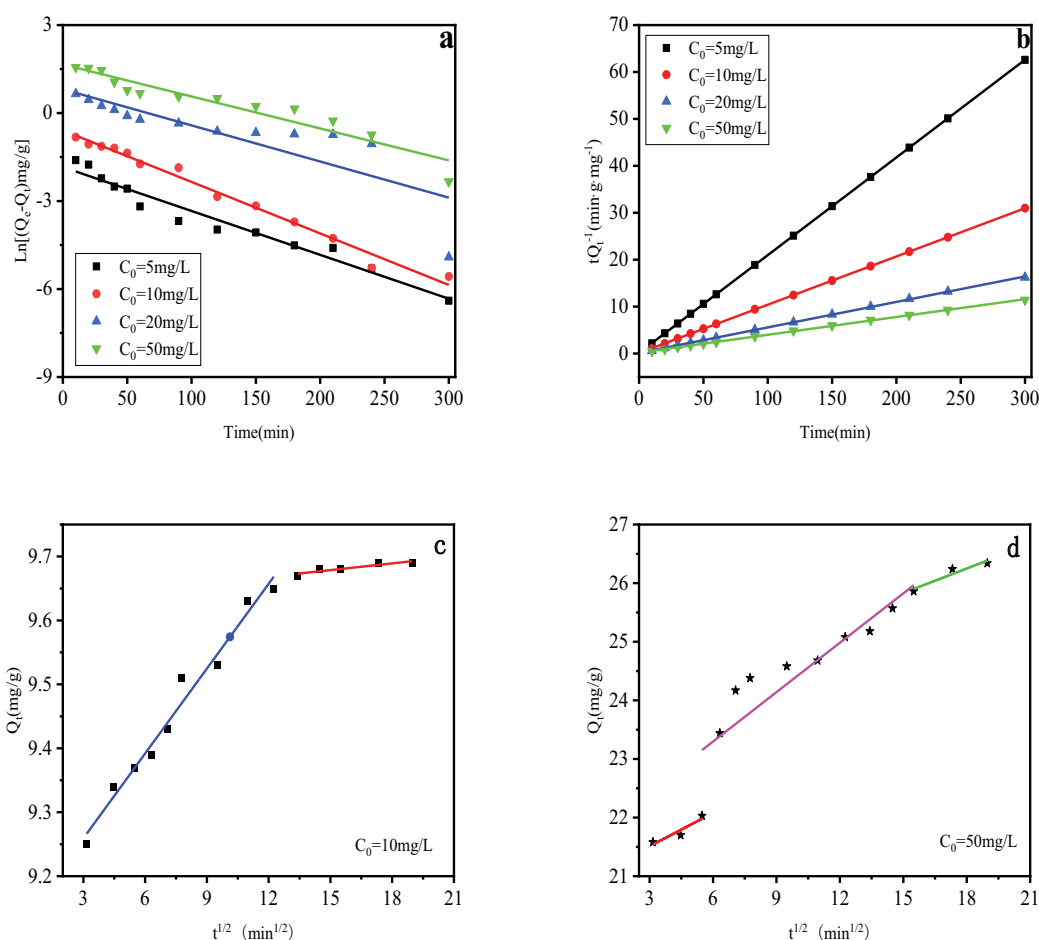 a
Ln[(Qe-Qt)mg/g]
3
0
-3
-6
-9
C0=5mg/L
C0=10mg/L
C0=20mg/L
C0=50mg/L
0 50 100 150 200 250 300
Time(min)
b
tQt-1(min·g·mg-1)
70
60
50
40
30
20
10
0
C0=5mg/L
C0=10mg/L
C0=20mg/L
C0=50mg/L
0 50 100 150 200 250 300
Time(min)
c
Qt(mg/g)
9.7
9.6
9.5
9.4
9.3
9.2
C0=10mg/L
3 6 9 12 15 18 21
t1/2 (min1/2)
d
Qt(mg/g)
27
26
25
24
23
22
21
C0=50mg/L
3 6 9 12 15 18 21
t1/2 (min1/2)